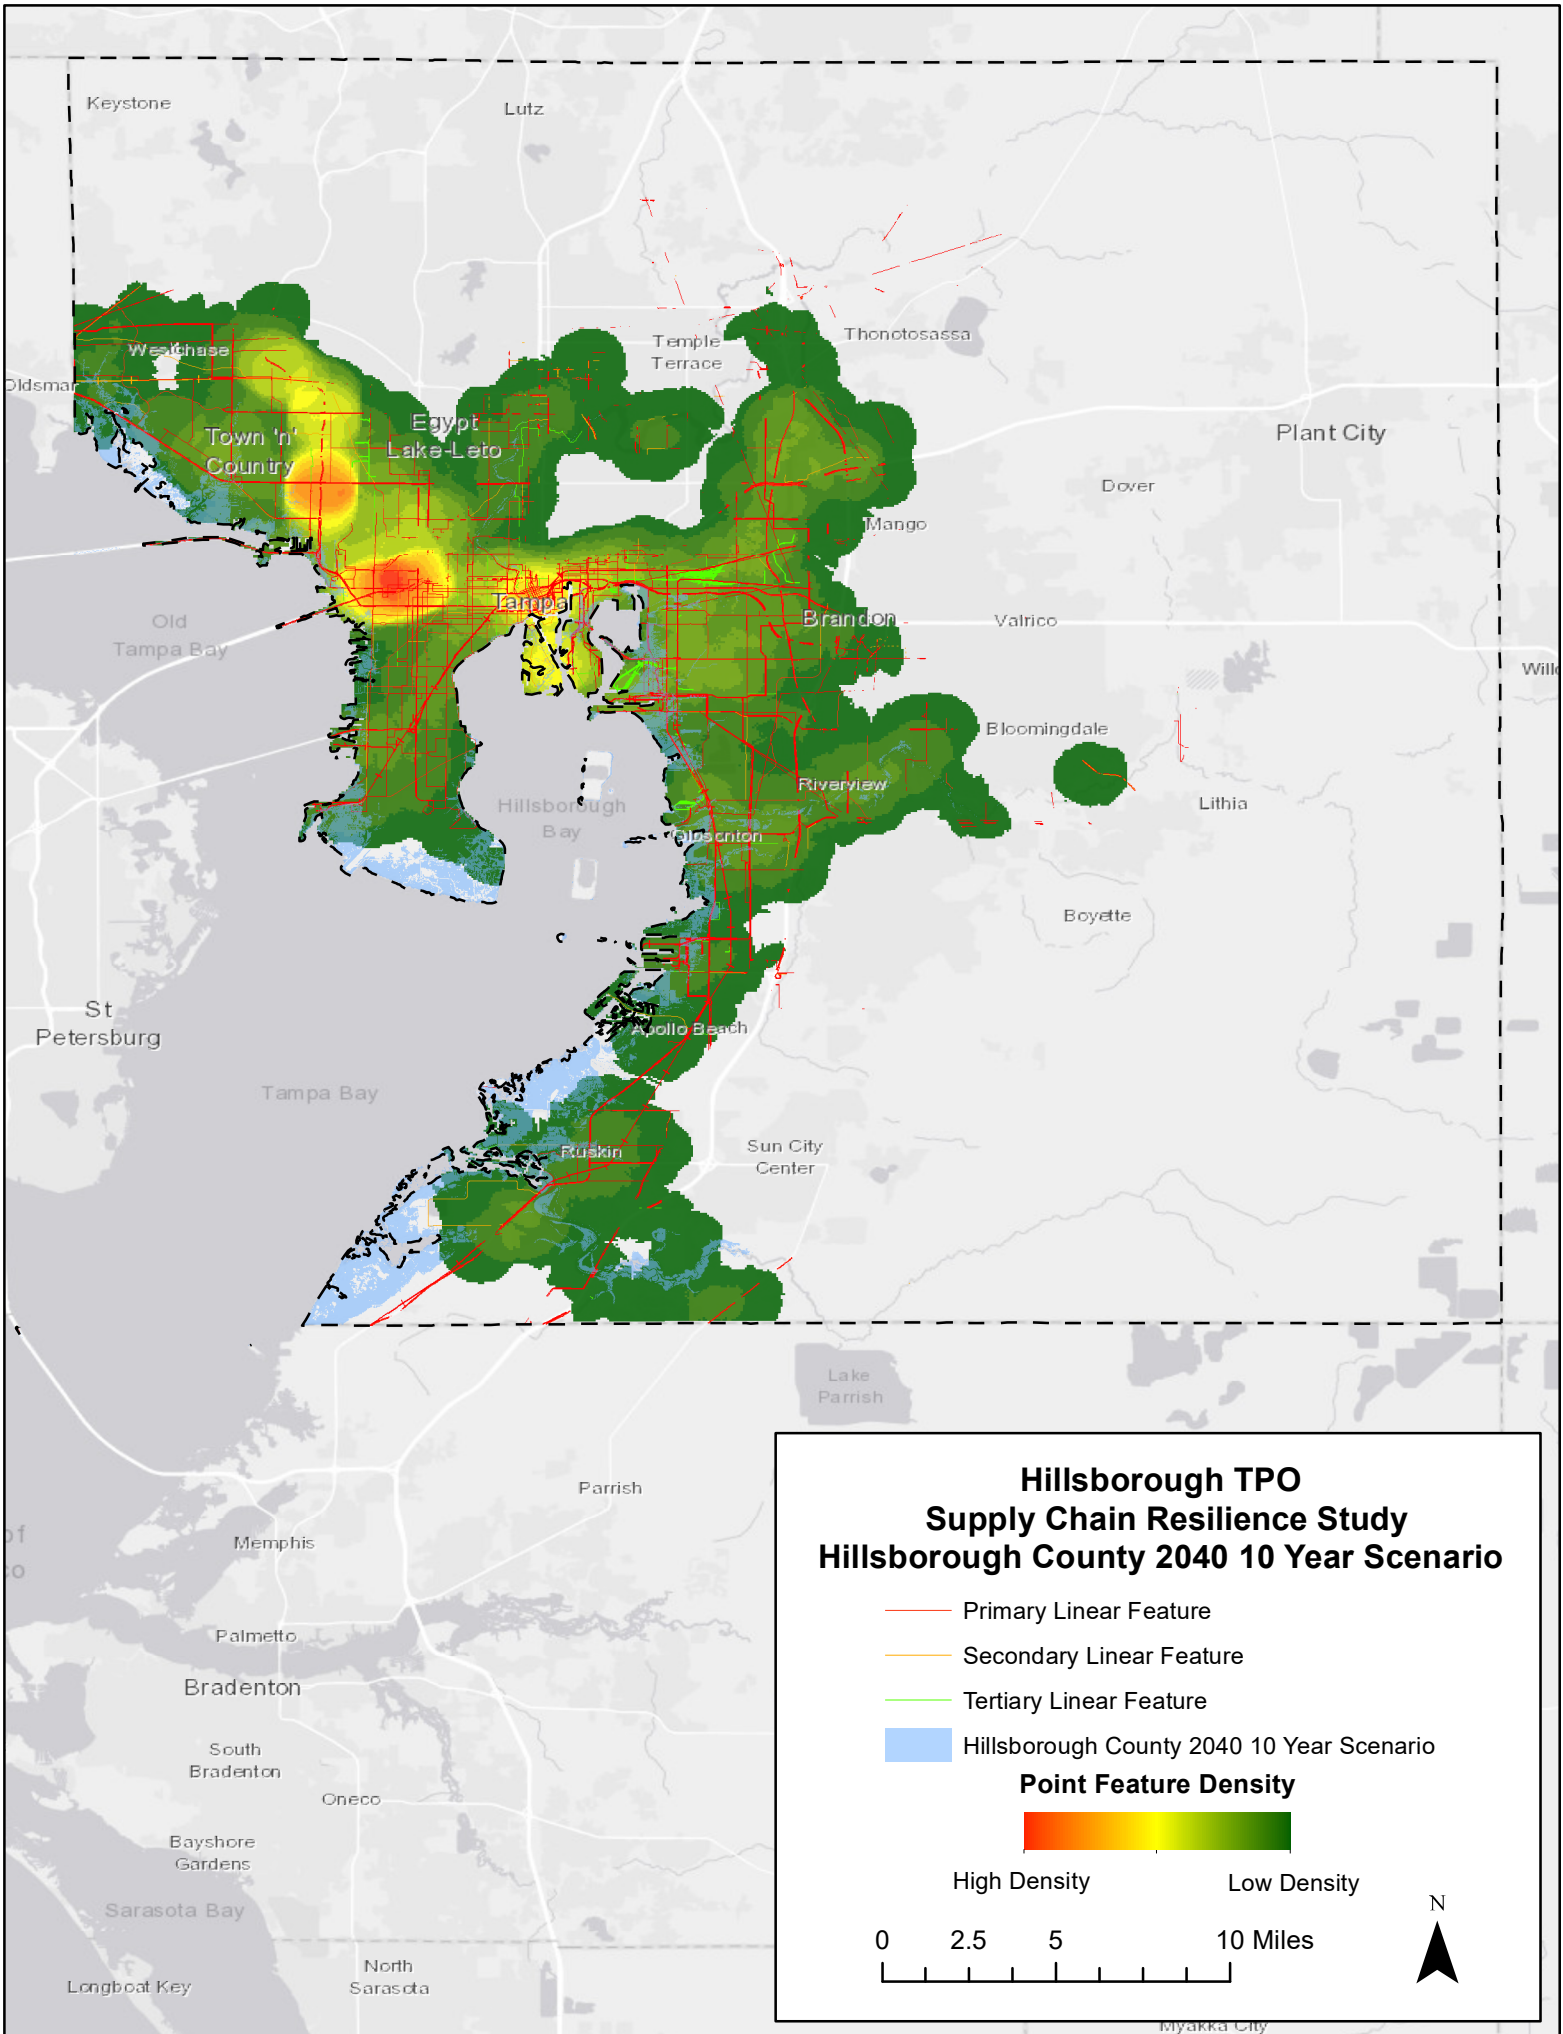 Keystone
Lutz
Westchase
Temple
Terrace
Thonotosassa
Oldsmar
Egypt
Lake-Leto
Town 'n'
Country
Plant City
Dover
Mango
Tampa
Brandon
Valrico
Old
Tampa Bay
Bloomingdale
Riverview
Lithia
Hillsborough
Bay
Boyette
St
Petersburg
Apollo Beach
Tampa Bay
Ruskin
Sun City
Center
Lake
Parrish
Parrish
Memphis
Palmetto
Bradenton
South
Bradenton
Oneco
Bayshore
Gardens
Sarasota Bay
North
Sarasota
Longboat Key
Myakka City
Hillsborough TPO
Supply Chain Resilience Study
Hillsborough County 2040 10 Year Scenario
Primary Linear Feature
Secondary Linear Feature
Tertiary Linear Feature
Hillsborough County 2040 10 Year Scenario
Point Feature Density
High Density
Low Density
N
0 2.5 5 10 Miles